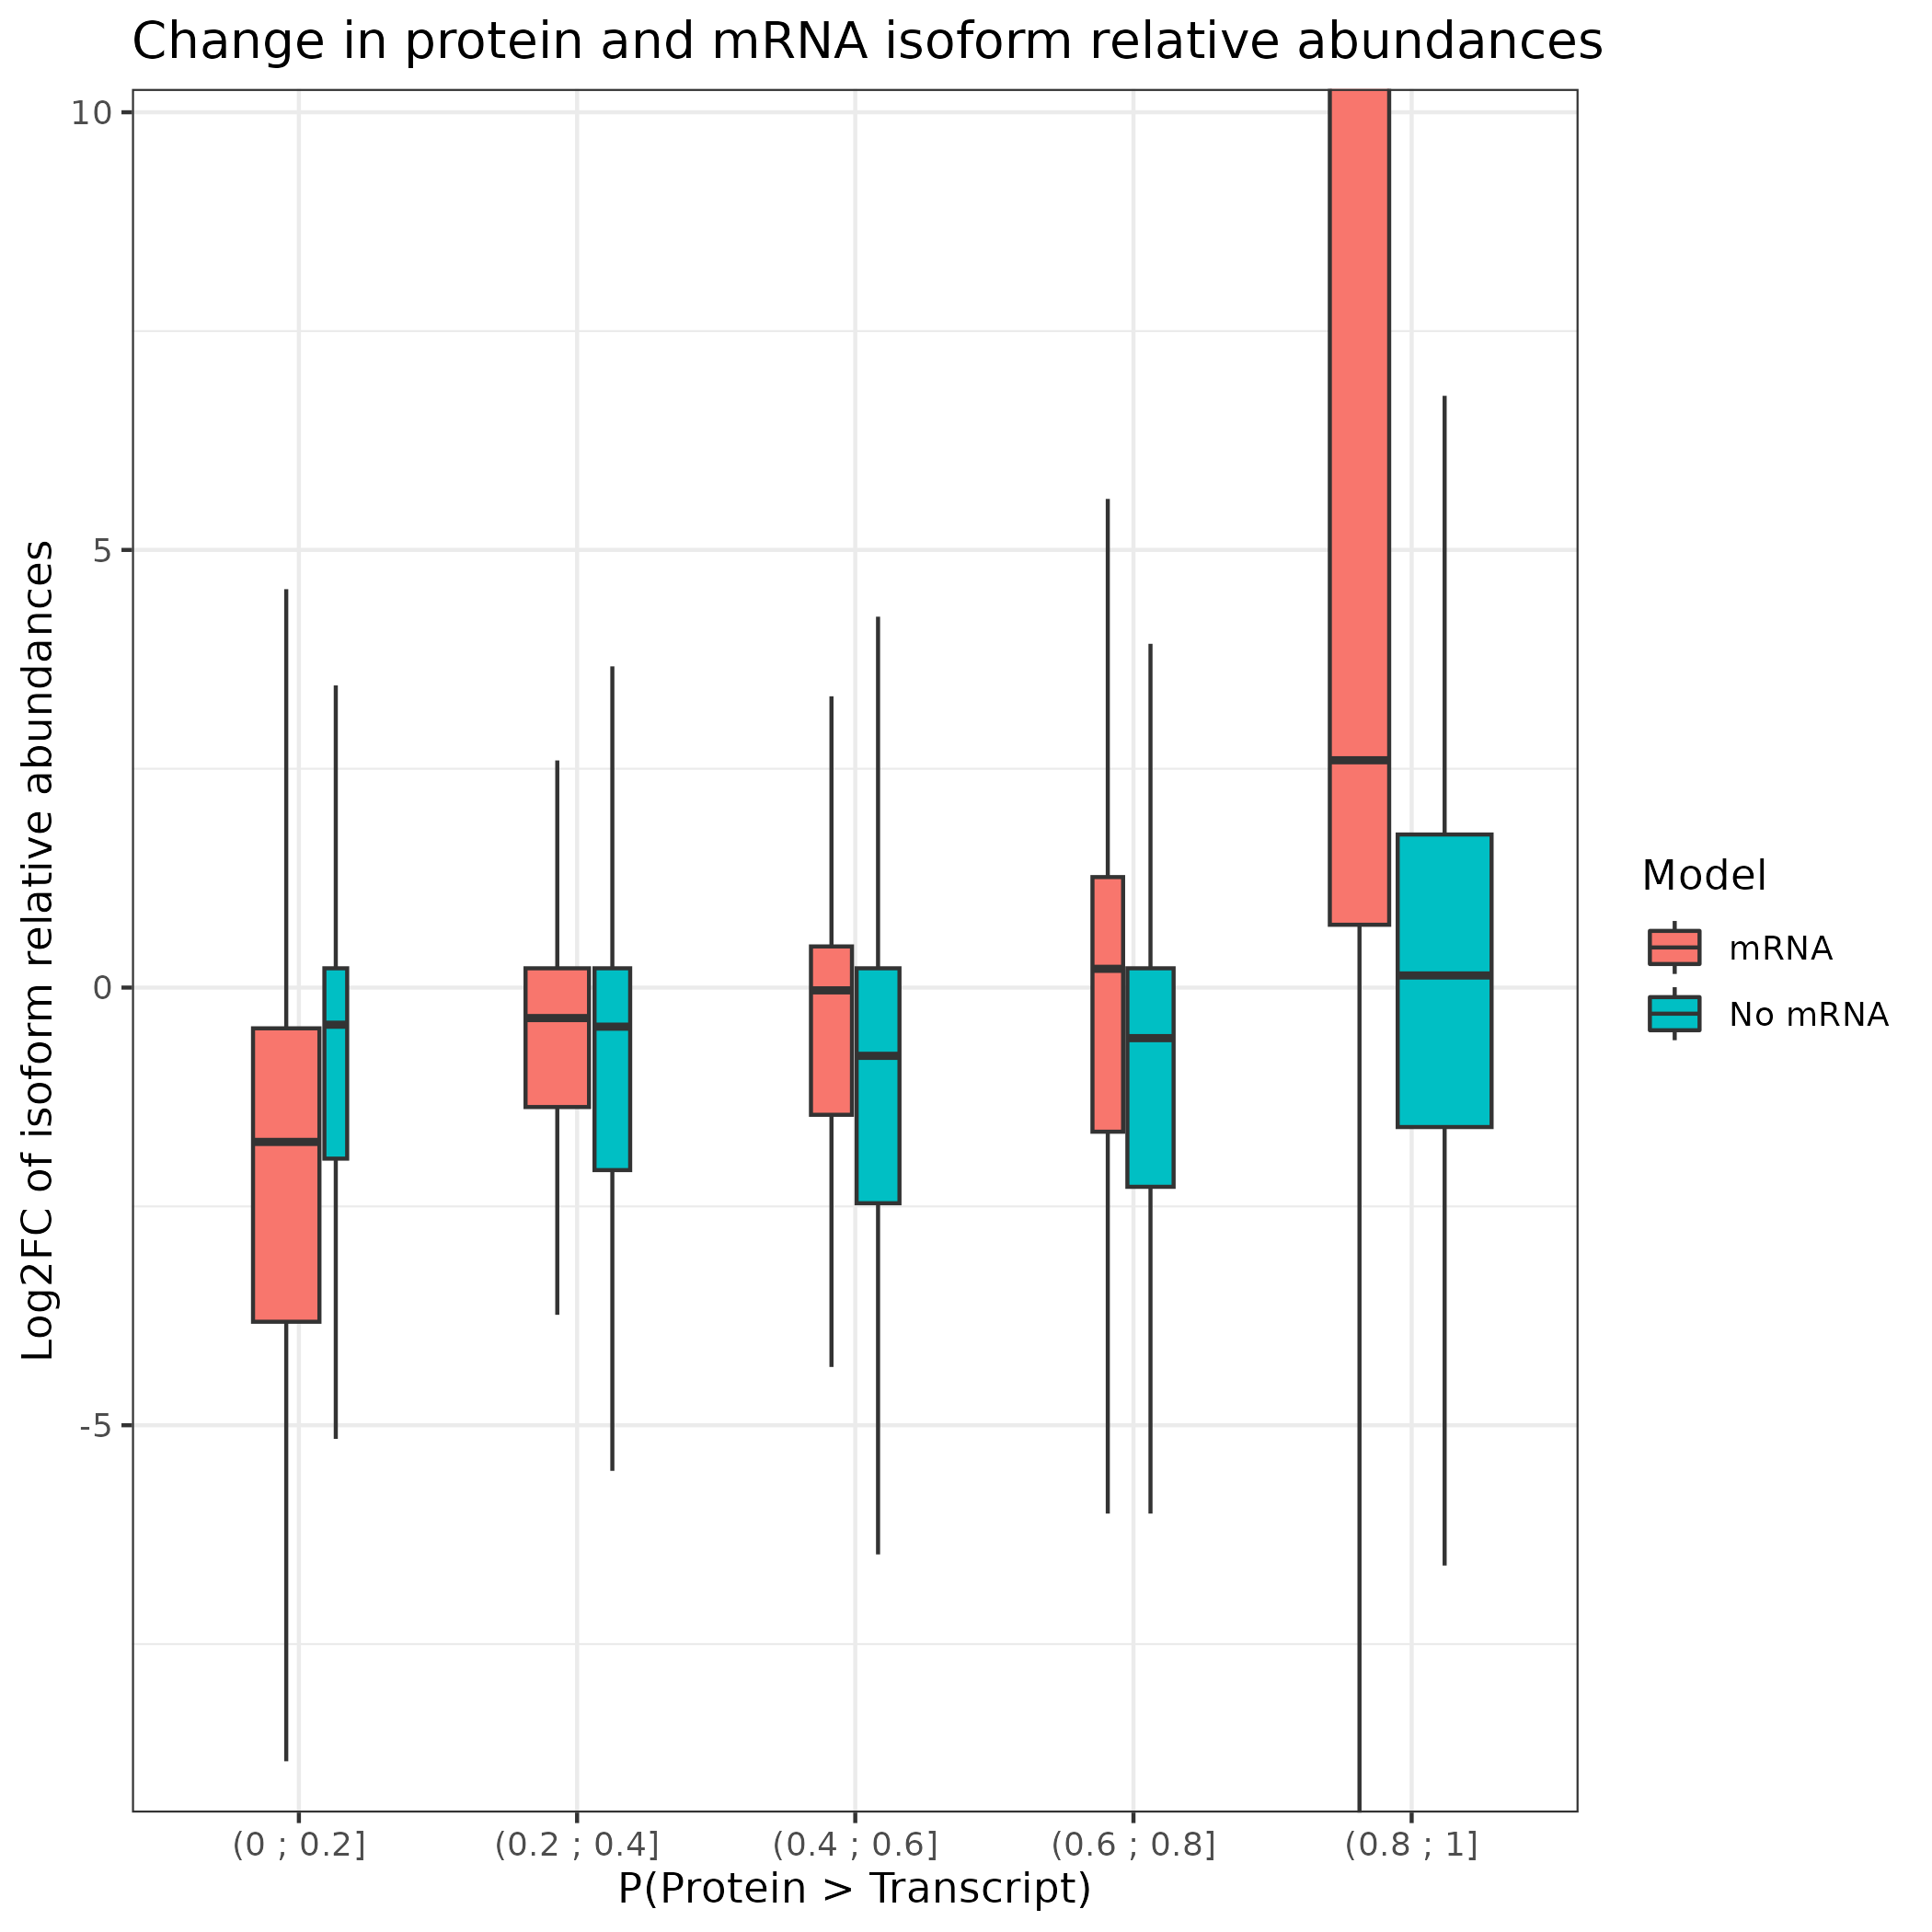 Change in protein and mRNA isoform relative abundances
Log2FC of isoform relative abundances
10
5
0
-5
(0 ; 0.2]
(0.2 ; 0.4]
(0.4 ; 0.6]
(0.6 ; 0.8]
(0.8 ; 1]
P(Protein > Transcript)
Model
mRNA
No mRNA